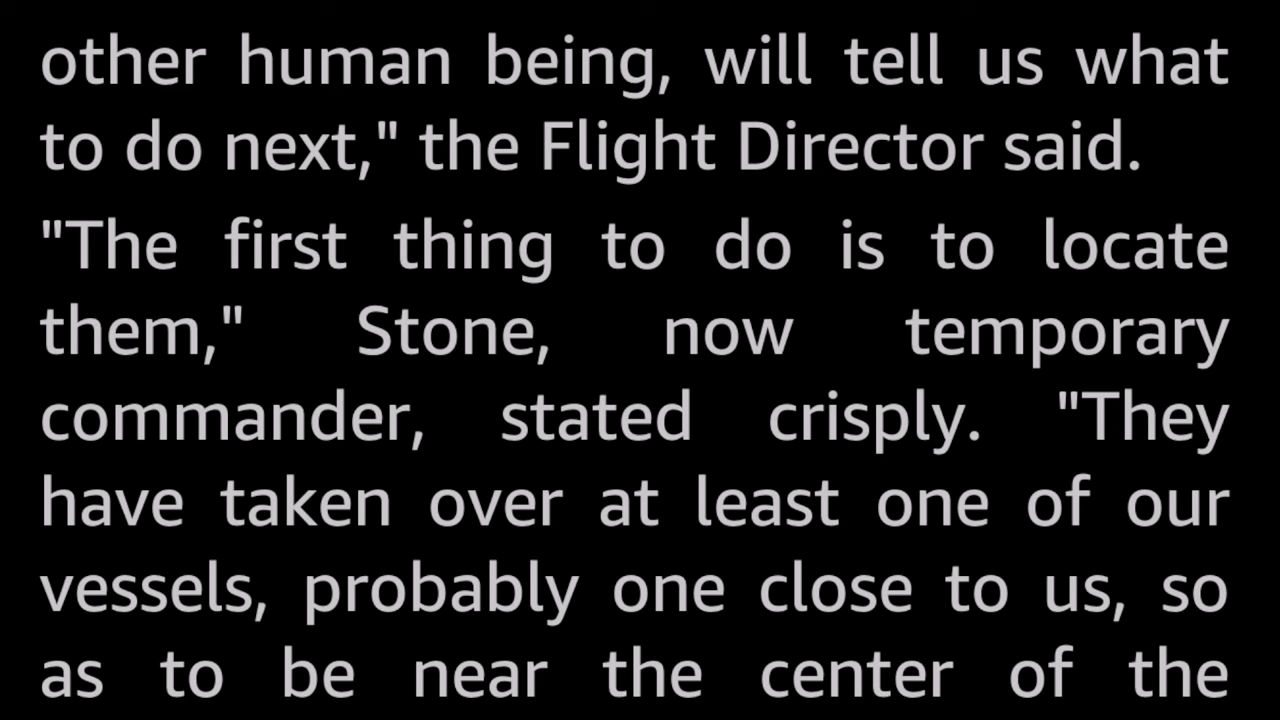 other human being, will tell us what
to do next," the Flight Director said.
"The first thing to do is to locate
them," Stone, now temporary
commander, stated crisply. "They
have taken over at least one of our
vessels, probably one close to us, so
as to be near the center of the